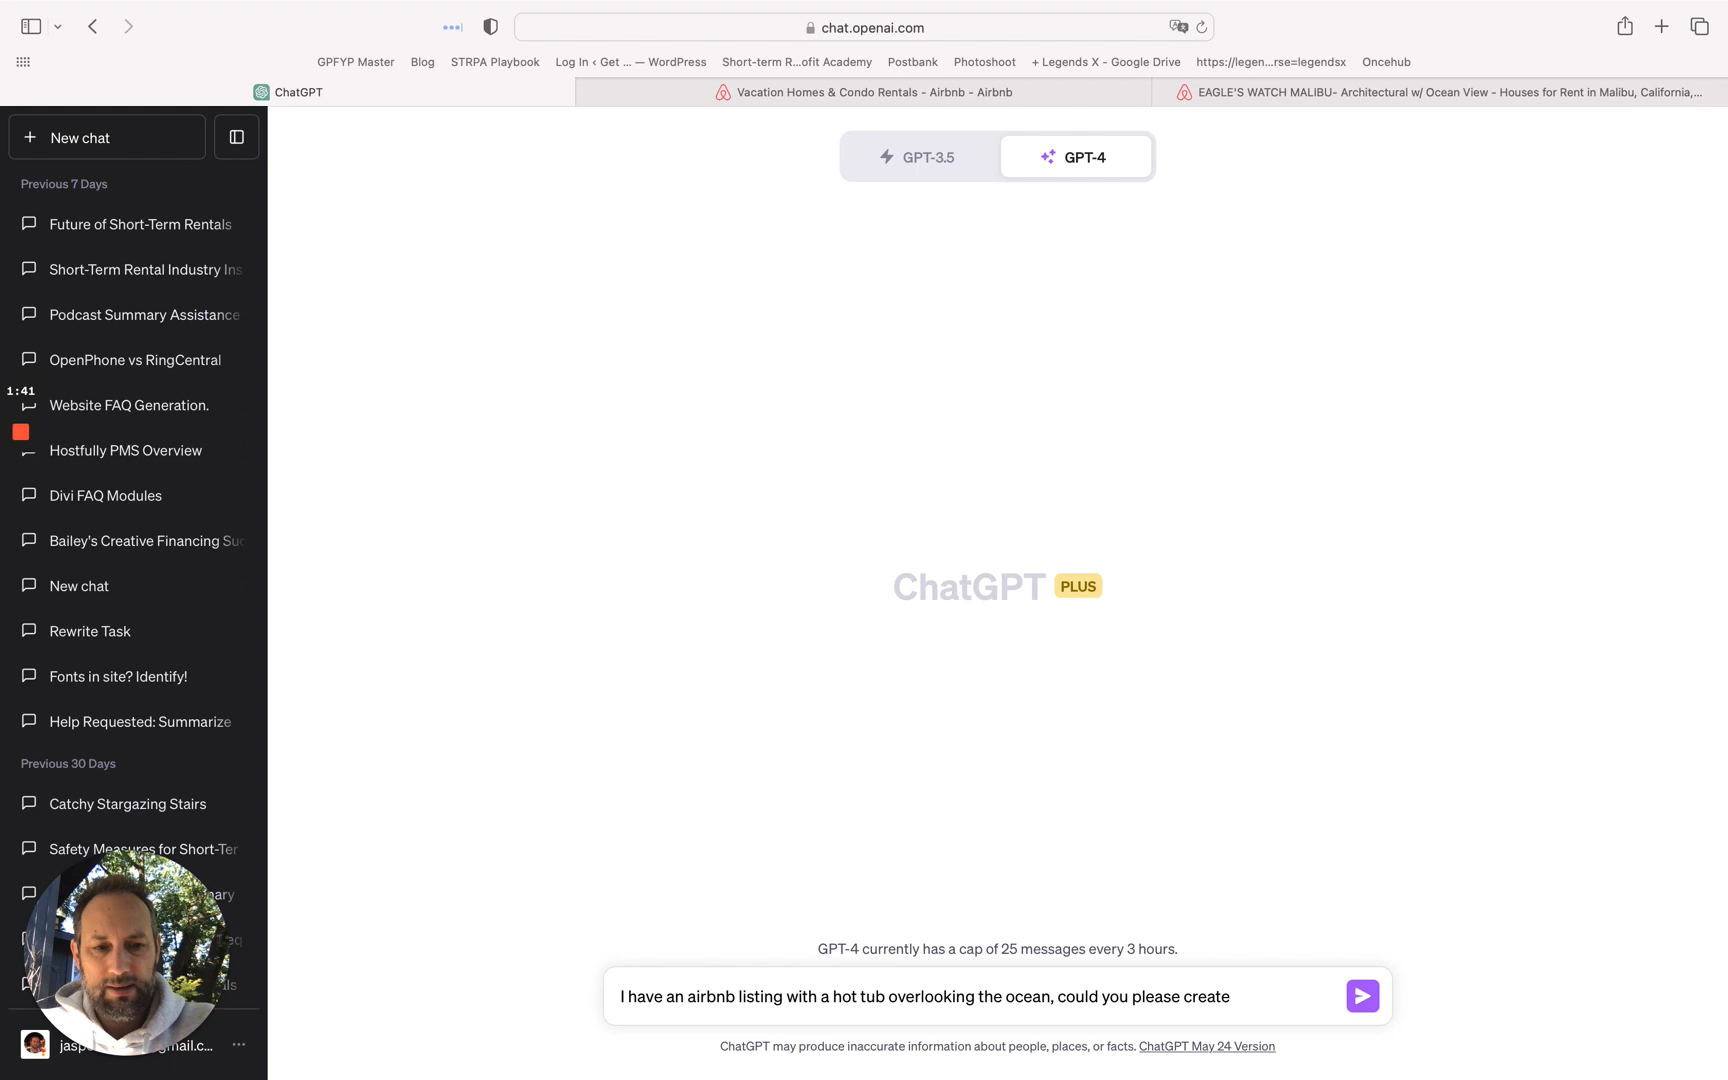 chat.openai.com
GPFYP Master
Blog
STRPA Playbook
Log In ‹ Get ... — WordPress
Short-term R...ofit Academy
Postbank
Photoshoot
+ Legends X - Google Drive
https://legen...rse=legendsx
Oncehub
ChatGPT
Vacation Homes & Condo Rentals - Airbnb - Airbnb
EAGLE'S WATCH MALIBU- Architectural w/ Ocean View - Houses for Rent in Malibu, California,...
New chat
GPT-3.5
GPT-4
Previous 7 Days
Future of Short-Term Rentals
Short-Term Rental Industry Ins
Podcast Summary Assistance
OpenPhone vs RingCentral
1:41
Website FAQ Generation.
Hostfully PMS Overview
Divi FAQ Modules
Bailey's Creative Financing Suc
New chat
ChatGPT PLUS
Rewrite Task
Fonts in site? Identify!
Help Requested: Summarize
Previous 30 Days
Catchy Stargazing Stairs
Safety Measures for Short-Ter
GPT-4 currently has a cap of 25 messages every 3 hours.
I have an airbnb listing with a hot tub overlooking the ocean, could you please create
ChatGPT may produce inaccurate information about people, places, or facts. ChatGPT May 24 Version